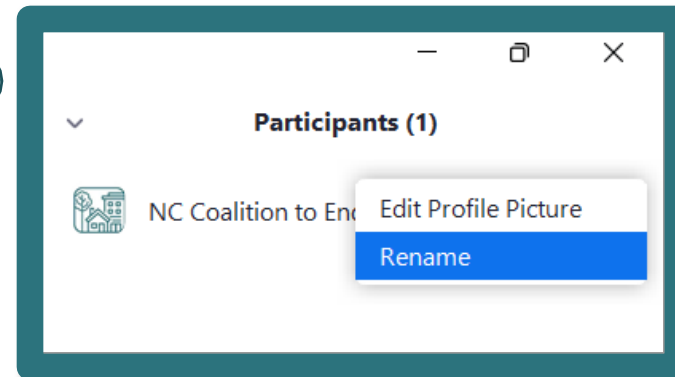 Participants (1)
NC Coalition to En
Edit Profile Picture
Rename